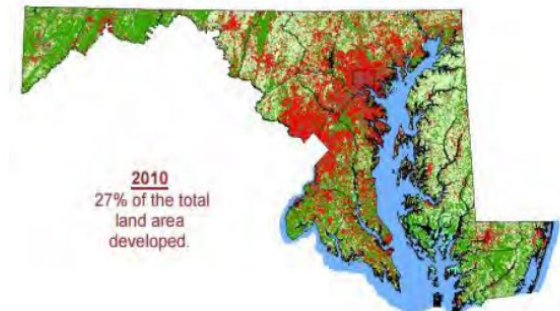 2010
27% of the total
land area
developed.